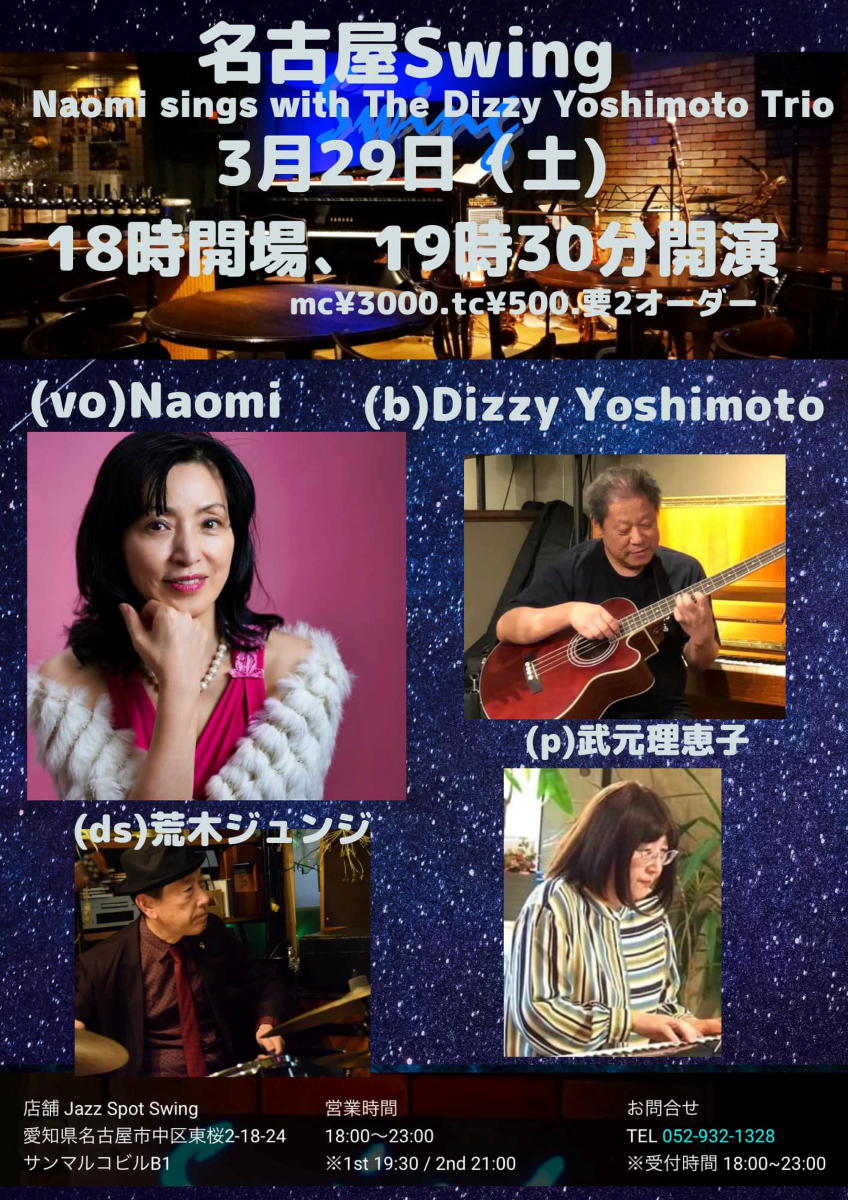 名古屋Swing
Naomi sings with The Dizzy Yoshimoto Trio
3月29日（土）
18時開場、19時30分開演
mc¥3000.tc¥500.要2オーダー
(vo)Naomi
(b)Dizzy Yoshimoto
(p)武元理恵子
(ds)荒木ジュンジ
店舗 Jazz Spot Swing
愛知県名古屋市中区東桜2-18-24
サンマルコビルB1
営業時間
18:00〜23:00
※1st 19:30 / 2nd 21:00
お問合せ
TEL 052-932-1328
※受付時間 18:00~23:00
Swing
YAMAHA